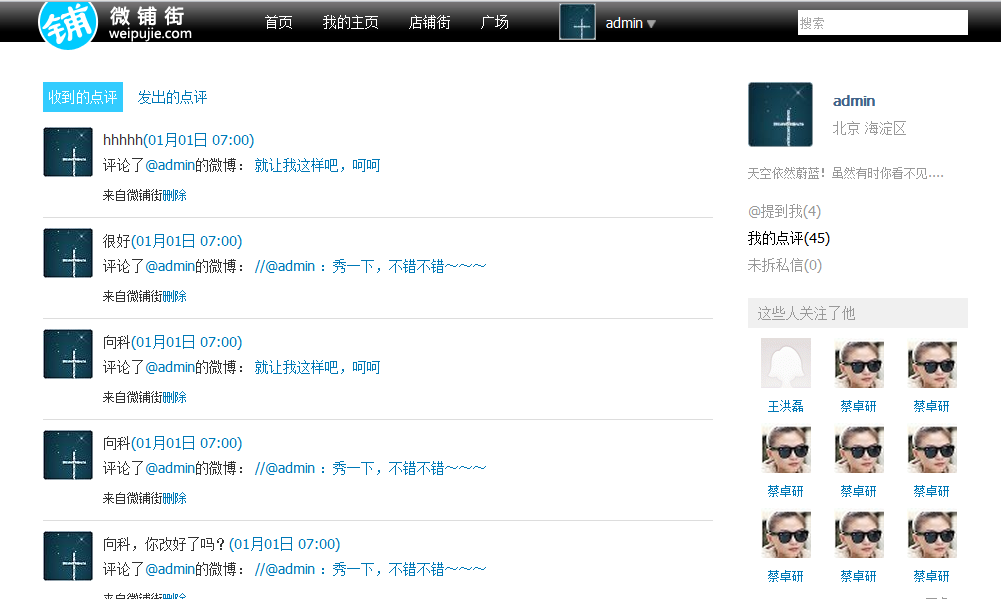 铺 微铺街
weipujie.com
首页 我的主页 店铺街 广场 admin 搜索
收到的点评 发出的点评
hhhhh(01月01日 07:00)
评论了@admin的微博： 就让我这样吧，呵呵
来自微铺街删除
很好(01月01日 07:00)
评论了@admin的微博： //@admin ：秀一下，不错不错～～～
来自微铺街删除
向科(01月01日 07:00)
评论了@admin的微博： 就让我这样吧，呵呵
来自微铺街删除
向科(01月01日 07:00)
评论了@admin的微博： //@admin ：秀一下，不错不错～～～
来自微铺街删除
向科，你改好了吗？(01月01日 07:00)
评论了@admin的微博： //@admin ：秀一下，不错不错～～～
来自微铺街删除
admin
北京 海淀区
天空依然蔚蓝！虽然有时你看不见....
@提到我(4)
我的点评(45)
未拆私信(0)
这些人关注了他
王洪磊 蔡卓研 蔡卓研
蔡卓研 蔡卓研 蔡卓研
蔡卓研 蔡卓研 蔡卓研